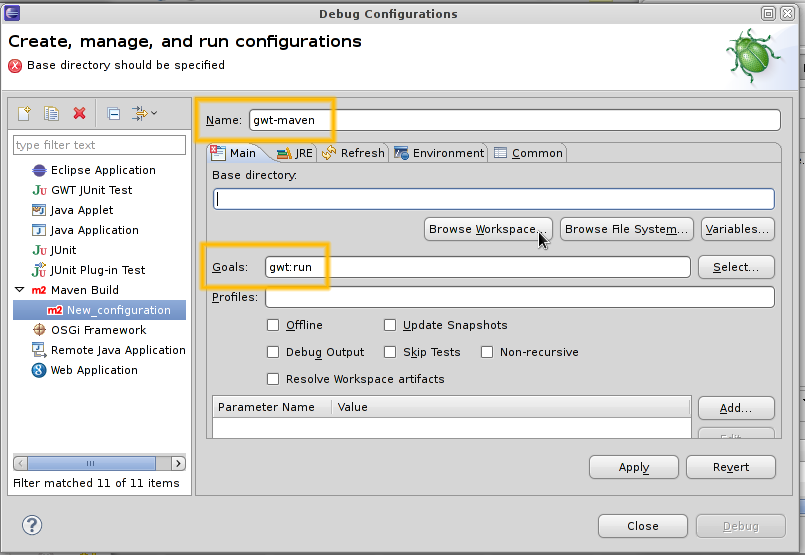 Debug Configurations
Create, manage, and run configurations
Base directory should be specified
type filter text
Eclipse Application
JU GWT JUnit Test
Java Applet
Java Application
JU JUnit
JU JUnit Plug-in Test
m2 Maven Build
m2 New_configuration
OSGi Framework
Remote Java Application
8 Web Application
Filter matched 11 of 11 items
Name: gwt-maven
Main JRE Refresh Environment Common
Base directory:
Browse Workspace... Browse File System... Variables...
Goals: gwt:run Select...
Profiles:
Offline Update Snapshots
Debug Output Skip Tests Non-recursive
Resolve Workspace artifacts
Parameter Name Value
Add...
Edit...
Apply Revert
? Close Debug